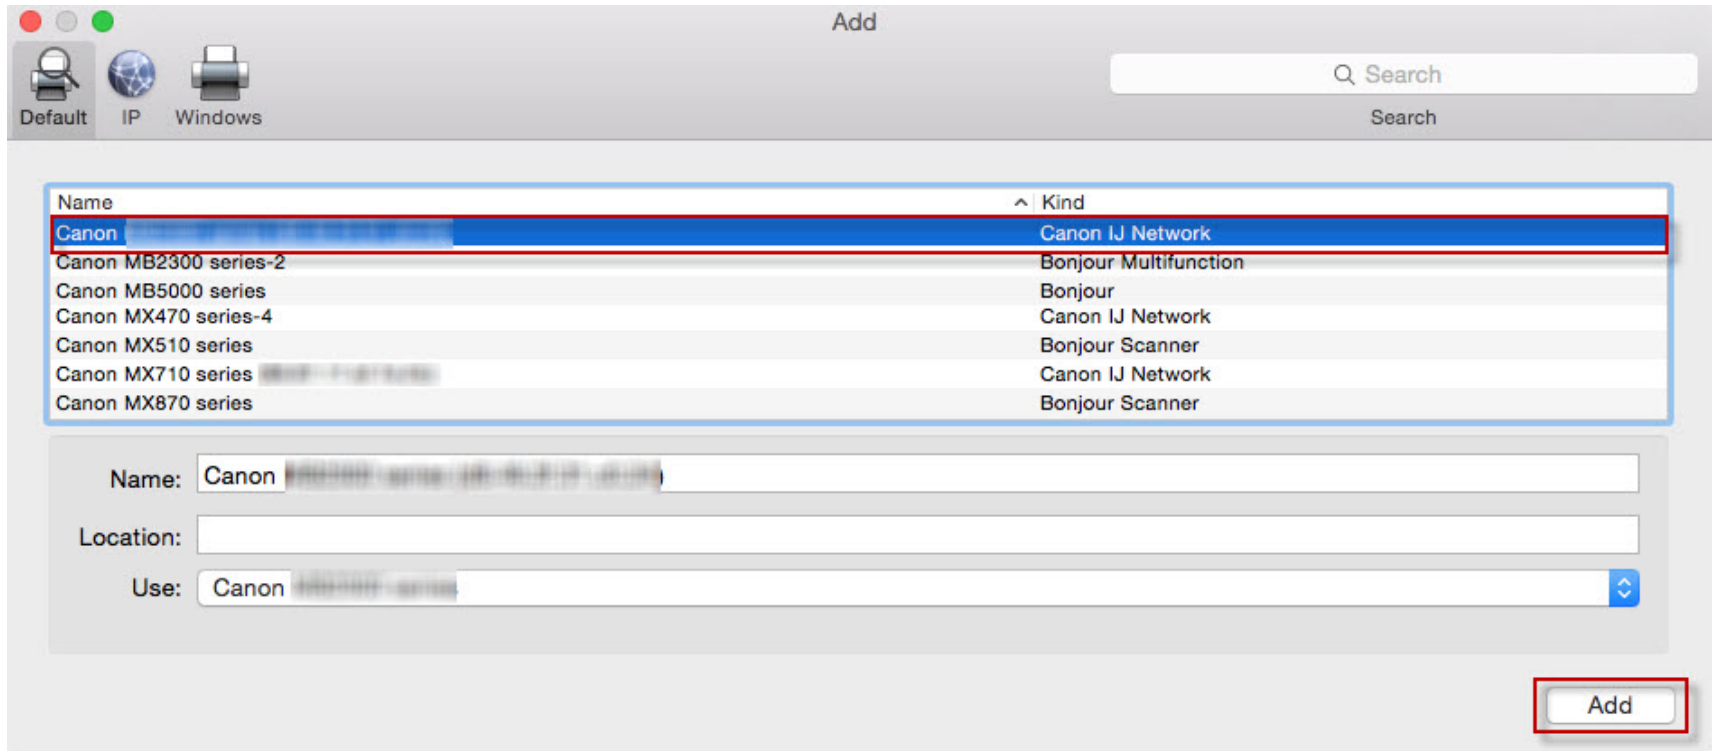 Add
Search
Default IP Windows Search
Name Kind
Canon Canon IJ Network
Canon MB2300 series-2 Bonjour Multifunction
Canon MB5000 series Bonjour
Canon MX470 series-4 Canon IJ Network
Canon MX510 series Bonjour Scanner
Canon MX710 series Canon IJ Network
Canon MX870 series Bonjour Scanner
Name: Canon
Location:
Use: Canon
Add